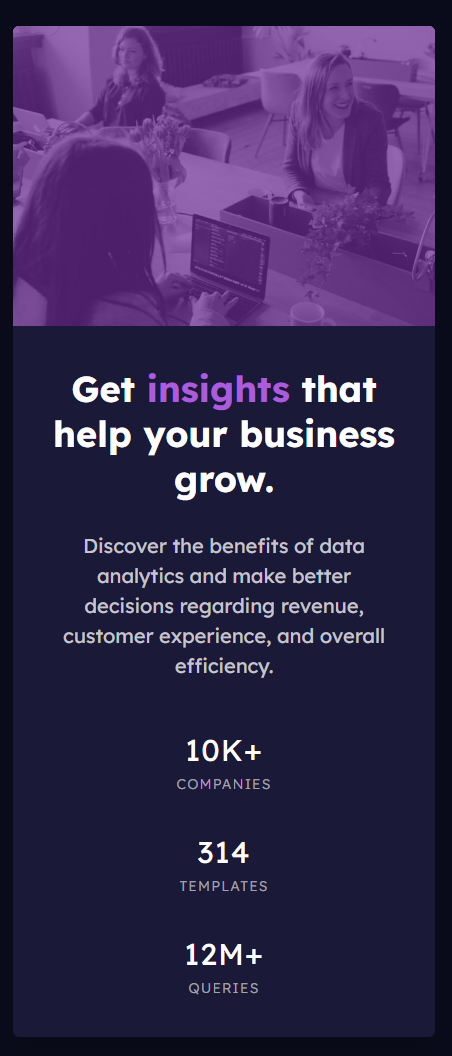 Get insights that
help your business
grow.
Discover the benefits of data
analytics and make better
decisions regarding revenue,
customer experience, and overall
efficiency.
10K+
COMPANIES
314
TEMPLATES
12M+
QUERIES